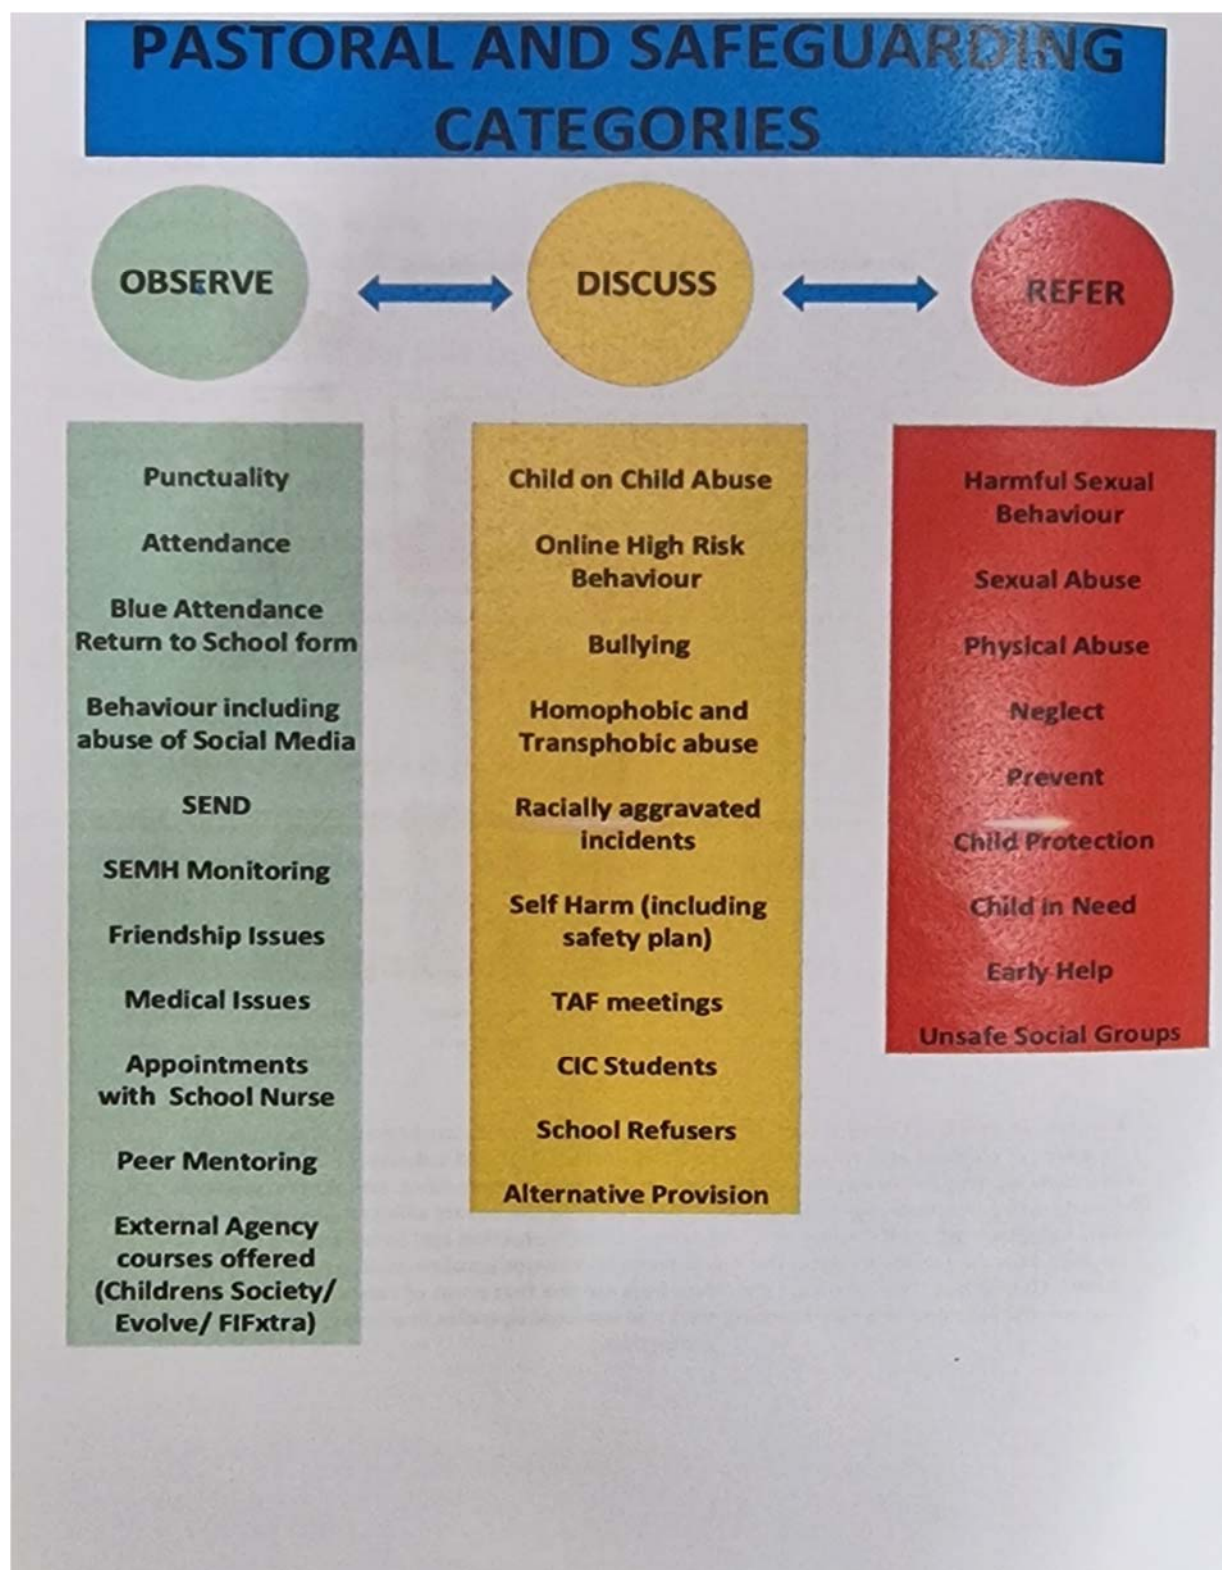 PASTORAL AND SAFEGUARDING
CATEGORIES
OBSERVE
DISCUSS
REFER
Punctuality
Attendance
Blue Attendance
Return to School form
Behaviour including
abuse of Social Media
SEND
SEMH Monitoring
Friendship Issues
Medical Issues
Appointments
with School Nurse
Peer Mentoring
External Agency
courses offered
(Childrens Society/
Evolve/ FIFxtra)
Child on Child Abuse
Online High Risk
Behaviour
Bullying
Homophobic and
Transphobic abuse
Racially aggravated
incidents
Self Harm (including
safety plan)
TAF meetings
CIC Students
School Refusers
Alternative Provision
Harmful Sexual
Behaviour
Sexual Abuse
Physical Abuse
Neglect
Prevent
Child Protection
Child in Need
Early Help
Unsafe Social Groups